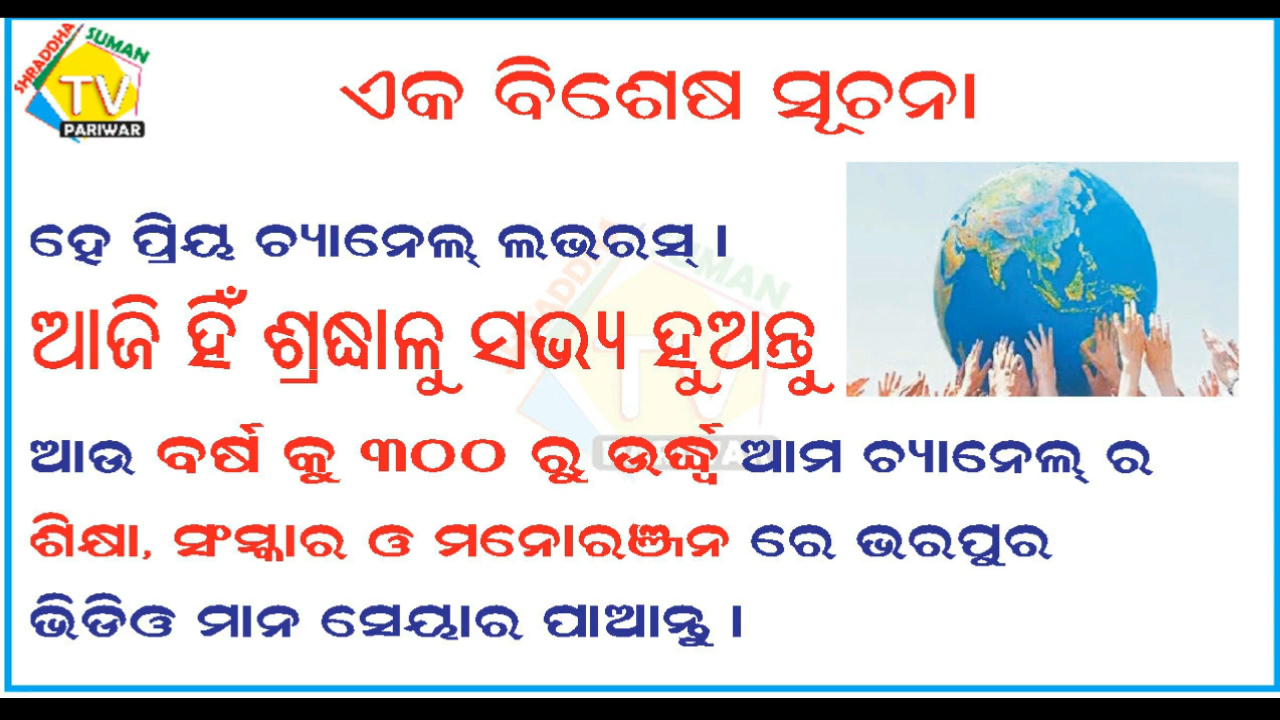 SHRADDHA SUMAN
TV
PARIWAR
ଏକ ବିଶେଷ ସୂଚନା
ହେ ପ୍ରିୟ ଚ୍ୟାନେଲ୍ ଲଭରସ୍ ।
ଆଜି ହିଁ ଶ୍ରଦ୍ଧାଳୁ ସଭ୍ୟ ହୁଅନ୍ତୁ
ଆଉ ବର୍ଷ କୁ ୩୦୦ ରୁ ଉର୍ଦ୍ଧ୍ଵ ଆମ ଚ୍ୟାନେଲ୍ ର
ଶିକ୍ଷା, ସଂସ୍କାର ଓ ମନୋରଞ୍ଜନ ରେ ଭରପୁର
ଭିଡିଓ ମାନ ସେୟାର ପାଆନ୍ତୁ ।